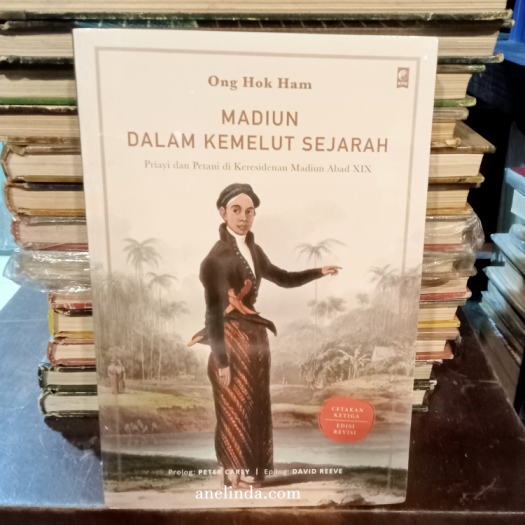 Ong Hok Ham
MADIUN
DALAM KEMELUT SEJARAH
Priayi dan Petani di Keresidenan Madiun Abad XIX
CETAKAN
KETIGA
EDISI
REVISI
Prolog: PETER CAREY | Epilog: DAVID REEVE
anelinda.com